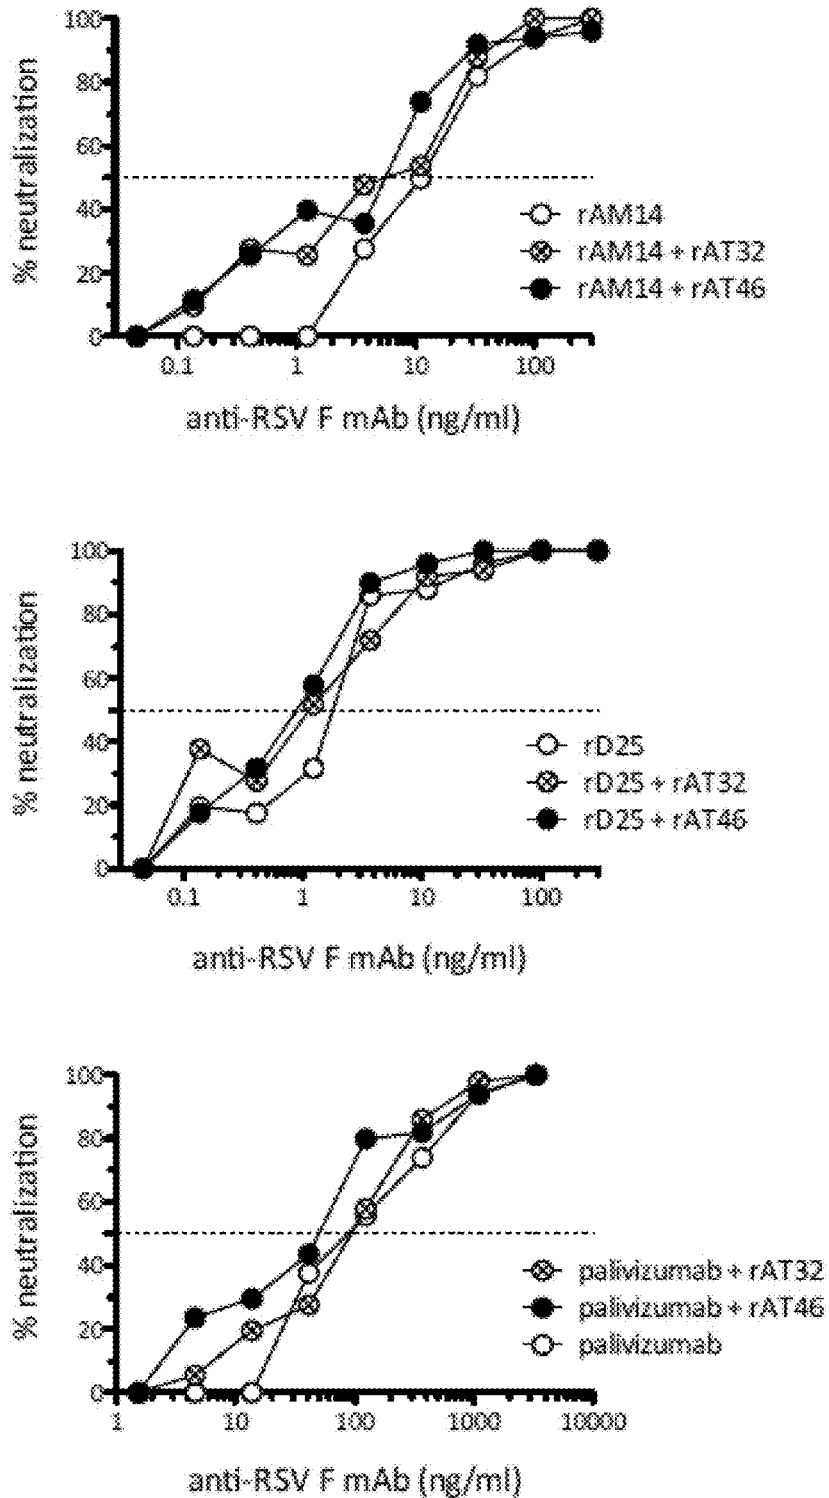 % neutralization
100
80
60
40
20
0
0.1
1
10
100
rAM14
rAM14 + rAT32
rAM14 + rAT46
anti-RSV F mAb (ng/ml)
% neutralization
100
80
60
40
20
0
0.1
1
10
100
rD25
rD25 + rAT32
rD25 + rAT46
anti-RSV F mAb (ng/ml)
% neutralization
100
80
60
40
20
0
1
10
100
1000
10000
palivizumab + rAT32
palivizumab + rAT46
palivizumab
anti-RSV F mAb (ng/ml)